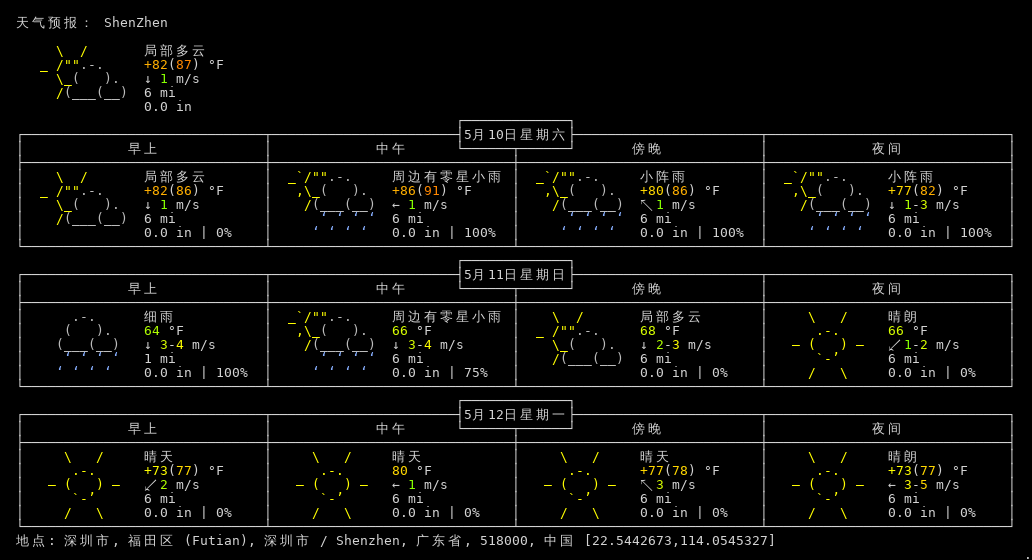 天气预报： ShenZhen
局部多云
+82(87) °F
↓ 1 m/s
6 mi
0.0 in
5月10日星期六
早上 中午 傍晚 夜间
局部多云 周边有零星小雨 小阵雨 小阵雨
+82(86) °F +86(91) °F +80(86) °F +77(82) °F
↓ 1 m/s ← 1 m/s ↖ 1 m/s ↓ 1-3 m/s
6 mi 6 mi 6 mi 6 mi
0.0 in | 0% 0.0 in | 100% 0.0 in | 100% 0.0 in | 100%
5月11日星期日
早上 中午 傍晚 夜间
细雨 周边有零星小雨 局部多云 晴朗
64 °F 66 °F 68 °F 66 °F
↓ 3-4 m/s ↓ 3-4 m/s ↓ 2-3 m/s ↙ 1-2 m/s
1 mi 6 mi 6 mi 6 mi
0.0 in | 100% 0.0 in | 75% 0.0 in | 0% 0.0 in | 0%
5月12日星期一
早上 中午 傍晚 夜间
晴天 晴天 晴天 晴朗
+73(77) °F 80 °F +77(78) °F +73(77) °F
↙ 2 m/s ← 1 m/s ↖ 3 m/s ← 3-5 m/s
6 mi 6 mi 6 mi 6 mi
0.0 in | 0% 0.0 in | 0% 0.0 in | 0% 0.0 in | 0%
地点: 深圳市, 福田区 (Futian), 深圳市 / Shenzhen, 广东省, 518000, 中国 [22.5442673,114.0545327]